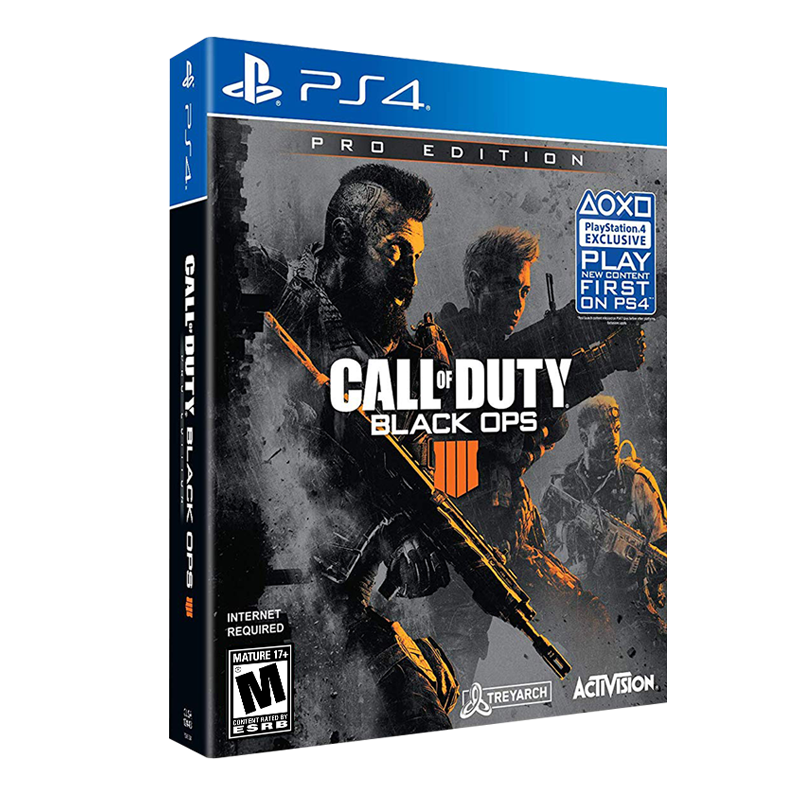 PS4
PRO EDITION
PlayStation.4
EXCLUSIVE
PLAY
NEW CONTENT
FIRST
ON PS4
CALL OF DUTY
BLACK OPS
IIII
INTERNET
REQUIRED
MATURE 17+
M
CONTENT RATED BY
ESRB
TREYARCH
ACTIVISION
PS4
CALL OF DUTY BLACK OPS IIII